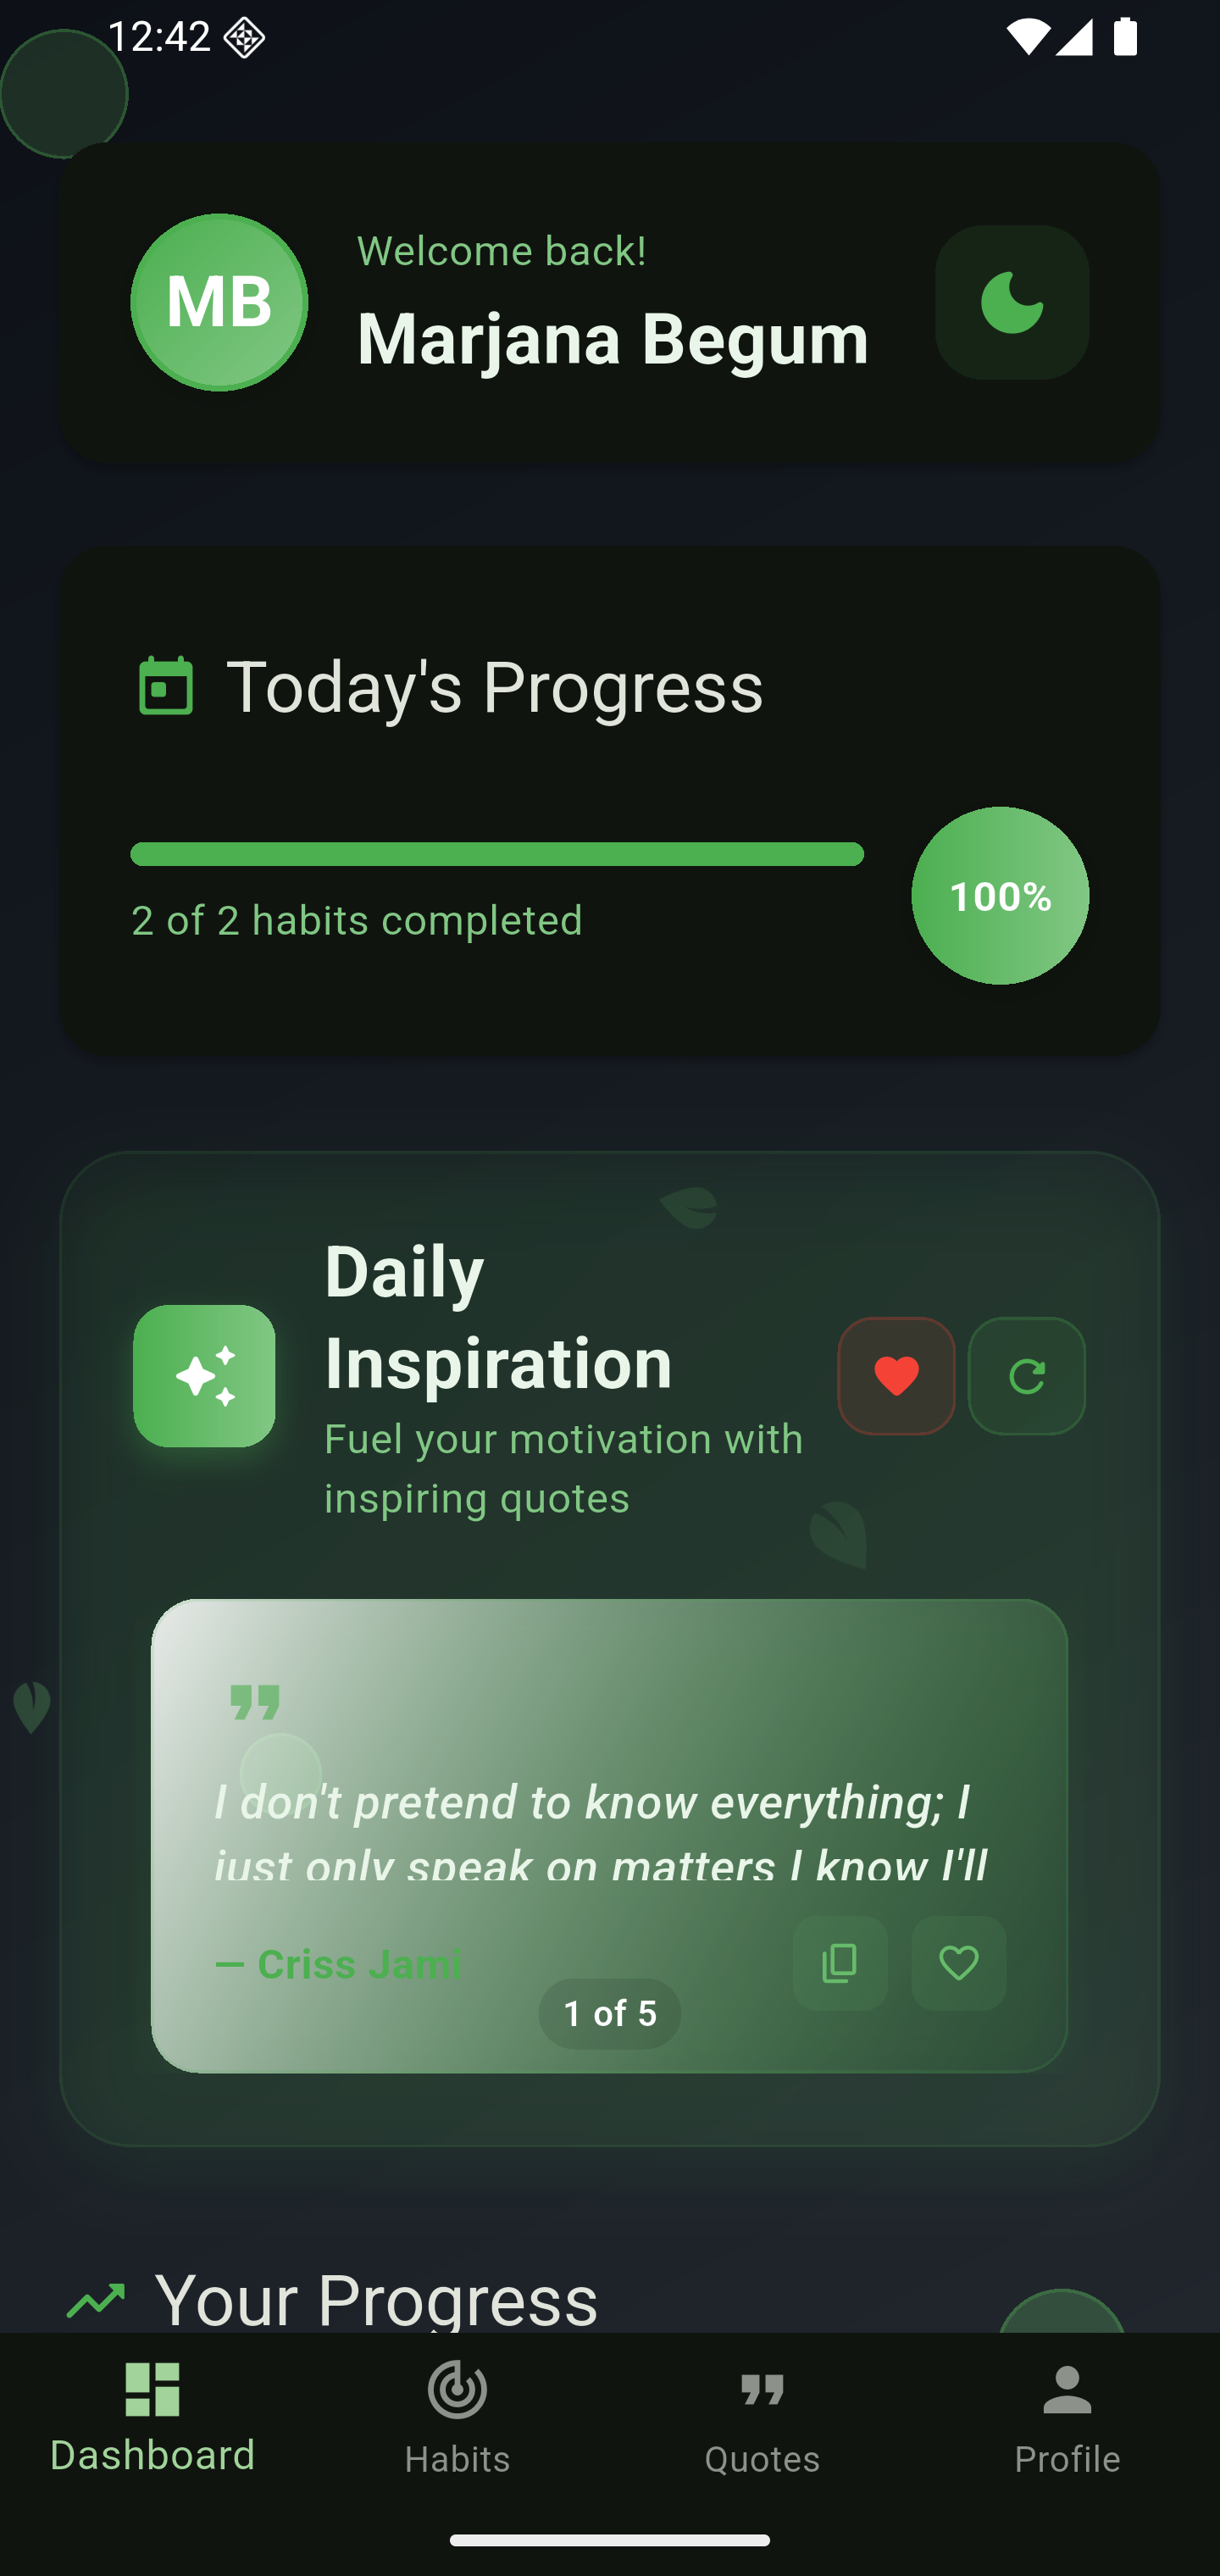 12:42
MB
Welcome back!
Marjana Begum
Today's Progress
100%
2 of 2 habits completed
Daily
Inspiration
Fuel your motivation with
inspiring quotes
I don't pretend to know everything; I
just only speak on matters I know I'll
— Criss Jami
1 of 5
Your Progress
Dashboard
Habits
Quotes
Profile